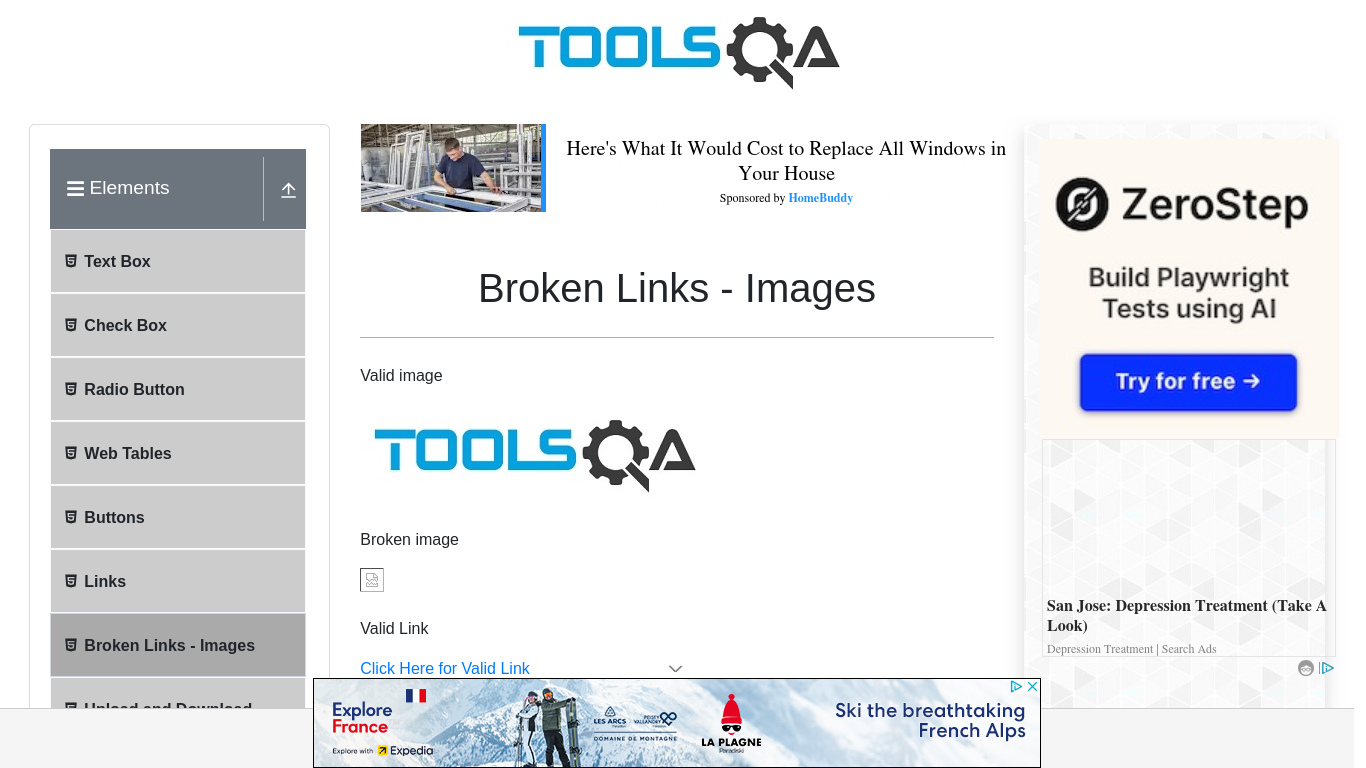 TOOLSQA
Elements
Text Box
Check Box
Radio Button
Web Tables
Buttons
Links
Broken Links - Images
Upload and Download
Here's What It Would Cost to Replace All Windows in
Your House
Sponsored by HomeBuddy
Broken Links - Images
Valid image
TOOLSQA
Broken image
Valid Link
Click Here for Valid Link
ZeroStep
Build Playwright
Tests using AI
Try for free →
San Jose: Depression Treatment (Take A
Look)
Depression Treatment | Search Ads
Explore
France
Explore with Expedia
LES ARCS
PEISEY
VALLANDRY
DOMAINE DE MONTAGNE
LA PLAGNE
Paradiski
Ski the breathtaking
French Alps